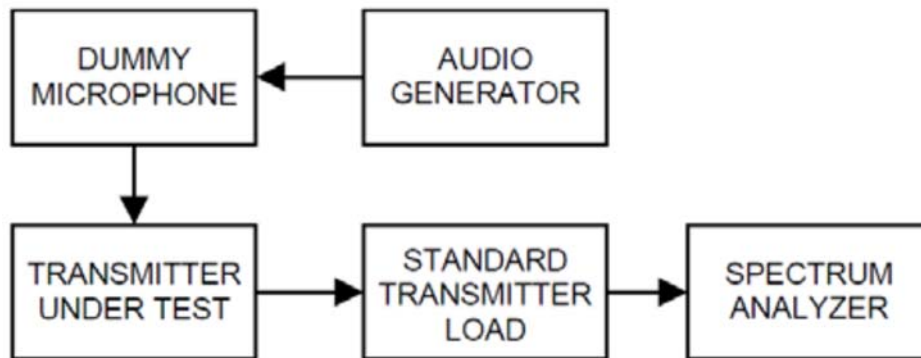 DUMMY
MICROPHONE
AUDIO
GENERATOR
TRANSMITTER
UNDER TEST
STANDARD
TRANSMITTER
LOAD
SPECTRUM
ANALYZER